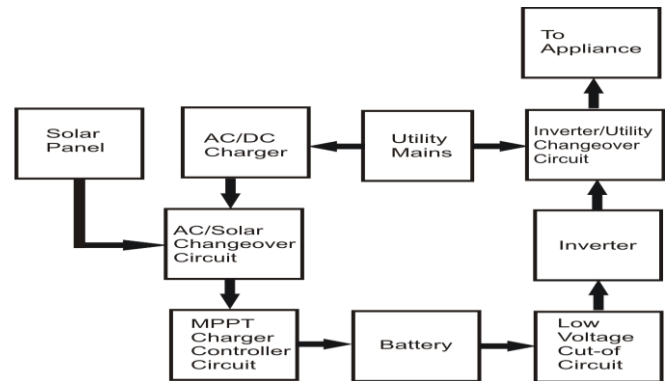 To
Appliance
Solar
Panel
AC/DC
Charger
Utility
Mains
Inverter/Utility
Changeover
Circuit
AC/Solar
Changeover
Circuit
Inverter
MPPT
Charger
Controller
Circuit
Battery
Low
Voltage
Cut-of
Circuit